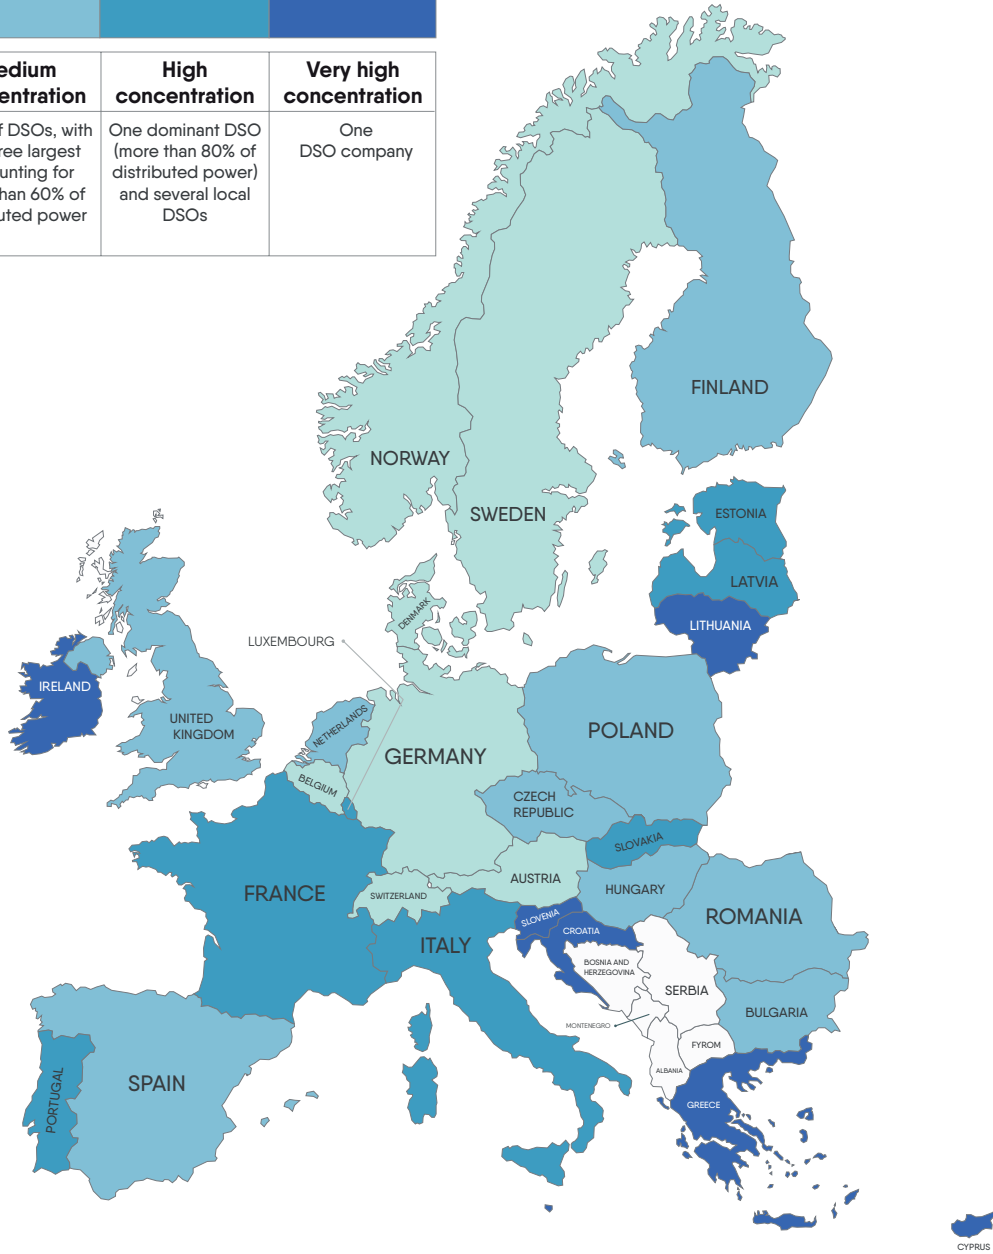 edium
entration
High
concentration
Very high
concentration
f DSOs, with
ree largest
unting for
han 60% of
uted power
One dominant DSO
(more than 80% of
distributed power)
and several local
DSOs
One
DSO company
FINLAND
NORWAY
SWEDEN
ESTONIA
LATVIA
LITHUANIA
DENMARK
LUXEMBOURG
IRELAND
UNITED
KINGDOM
NETHERLANDS
POLAND
GERMANY
BELGIUM
CZECH
REPUBLIC
SLOVAKIA
FRANCE
SWITZERLAND
AUSTRIA
HUNGARY
ROMANIA
ITALY
SLOVENIA
CROATIA
BOSNIA AND
HERZEGOVINA
SERBIA
BULGARIA
MONTENEGRO
FYROM
ALBANIA
PORTUGAL
SPAIN
GREECE
CYPRUS